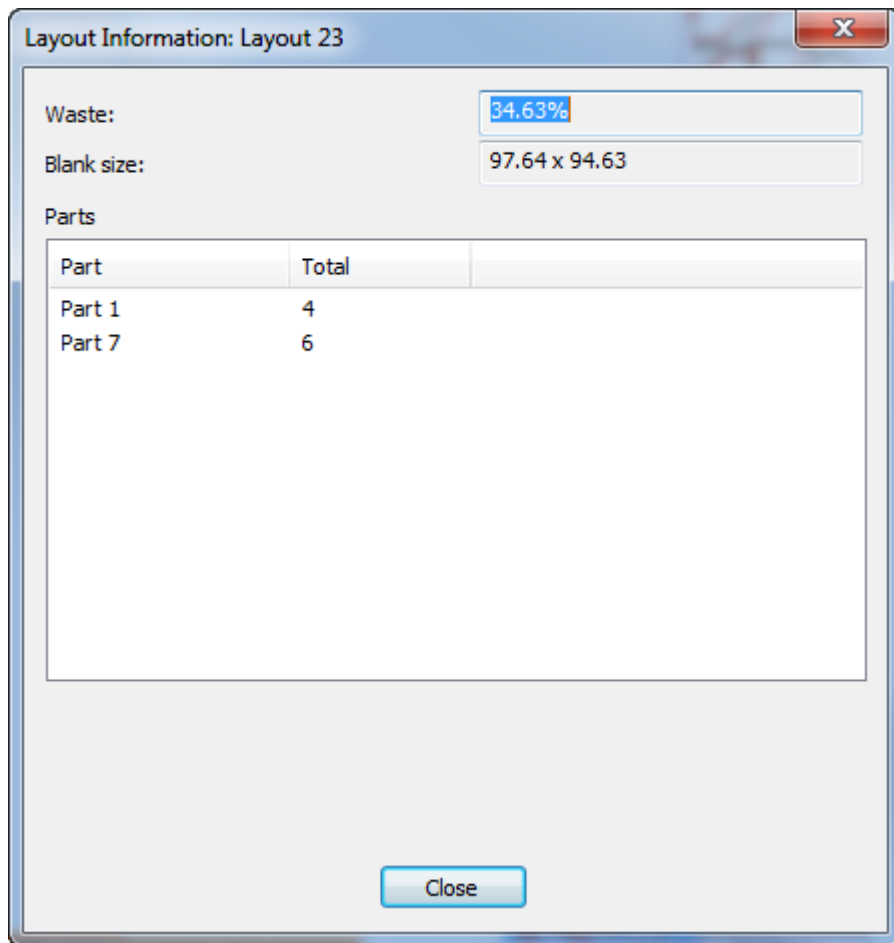 Layout Information: Layout 23
Waste: 34.63%
Blank size: 97.64 x 94.63
Parts
Part Total
Part 1 4
Part 7 6
Close